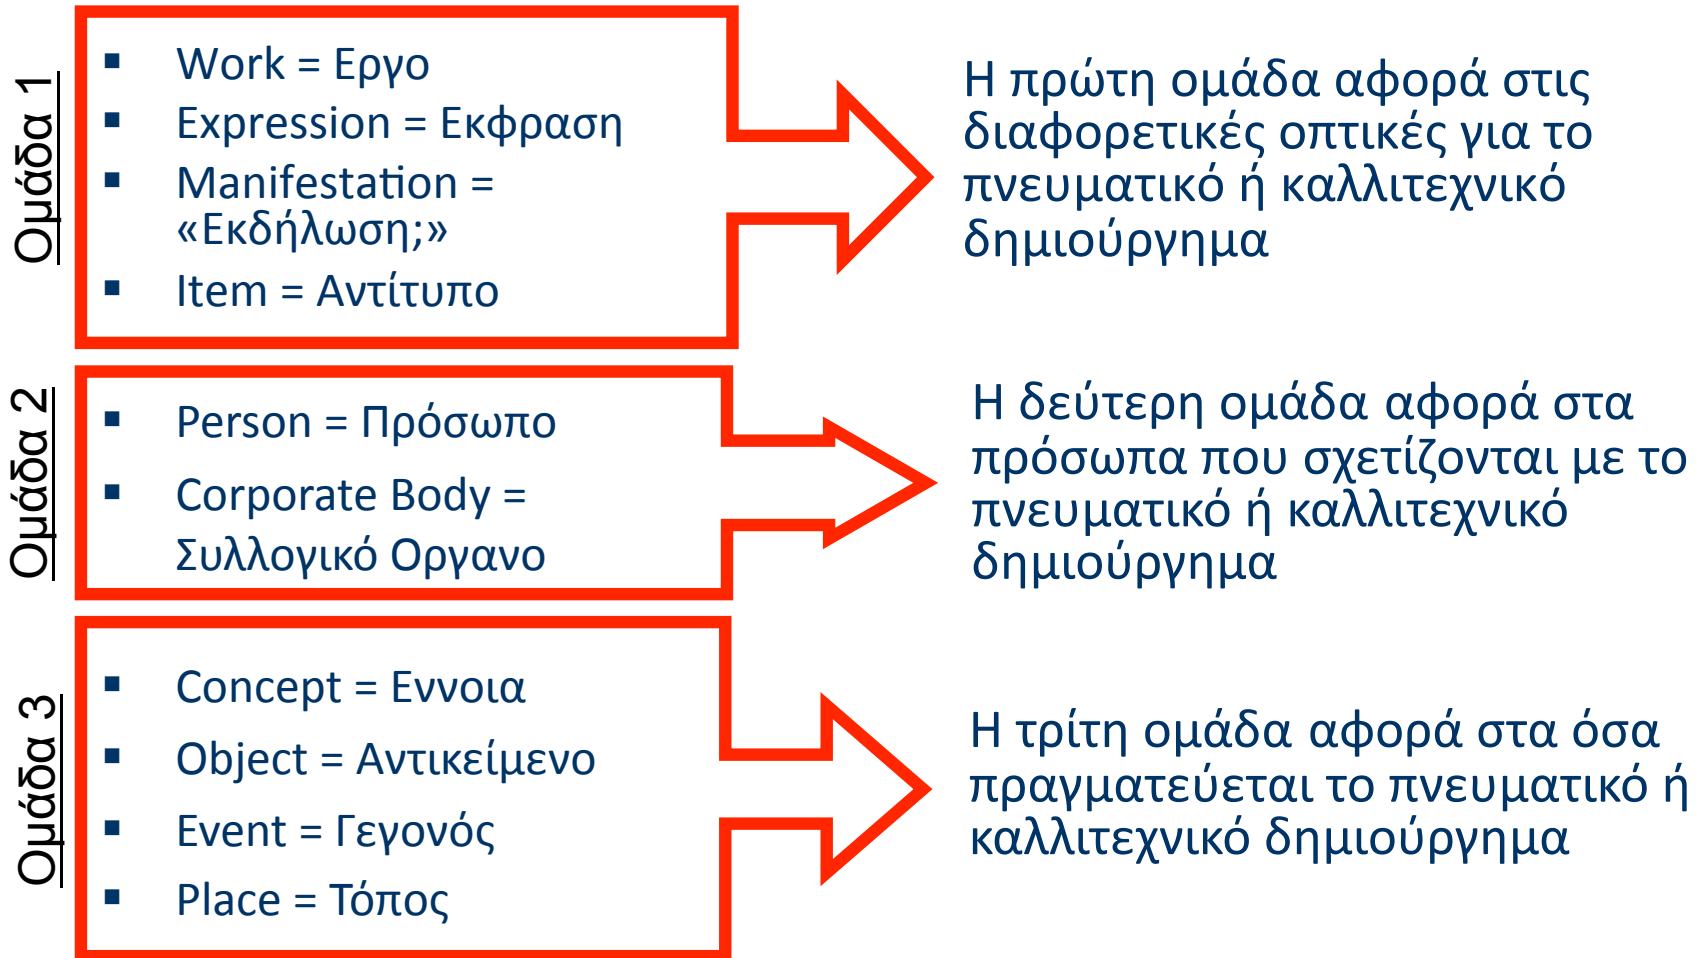 Ομάδα 1
Work = Εργο
Expression = Εκφραση
Manifestation =
«Εκδήλωση;»
Item = Αντίτυπο
Η πρώτη ομάδα αφορά στις
διαφορετικές οπτικές για το
πνευματικό ή καλλιτεχνικό
δημιούργημα
Ομάδα 2
Person = Πρόσωπο
Corporate Body =
Συλλογικό Οργανο
Η δεύτερη ομάδα αφορά στα
πρόσωπα που σχετίζονται με το
πνευματικό ή καλλιτεχνικό
δημιούργημα
Ομάδα 3
Concept = Εννοια
Object = Αντικείμενο
Event = Γεγονός
Place = Τόπος
Η τρίτη ομάδα αφορά στα όσα
πραγματεύεται το πνευματικό ή
καλλιτεχνικό δημιούργημα